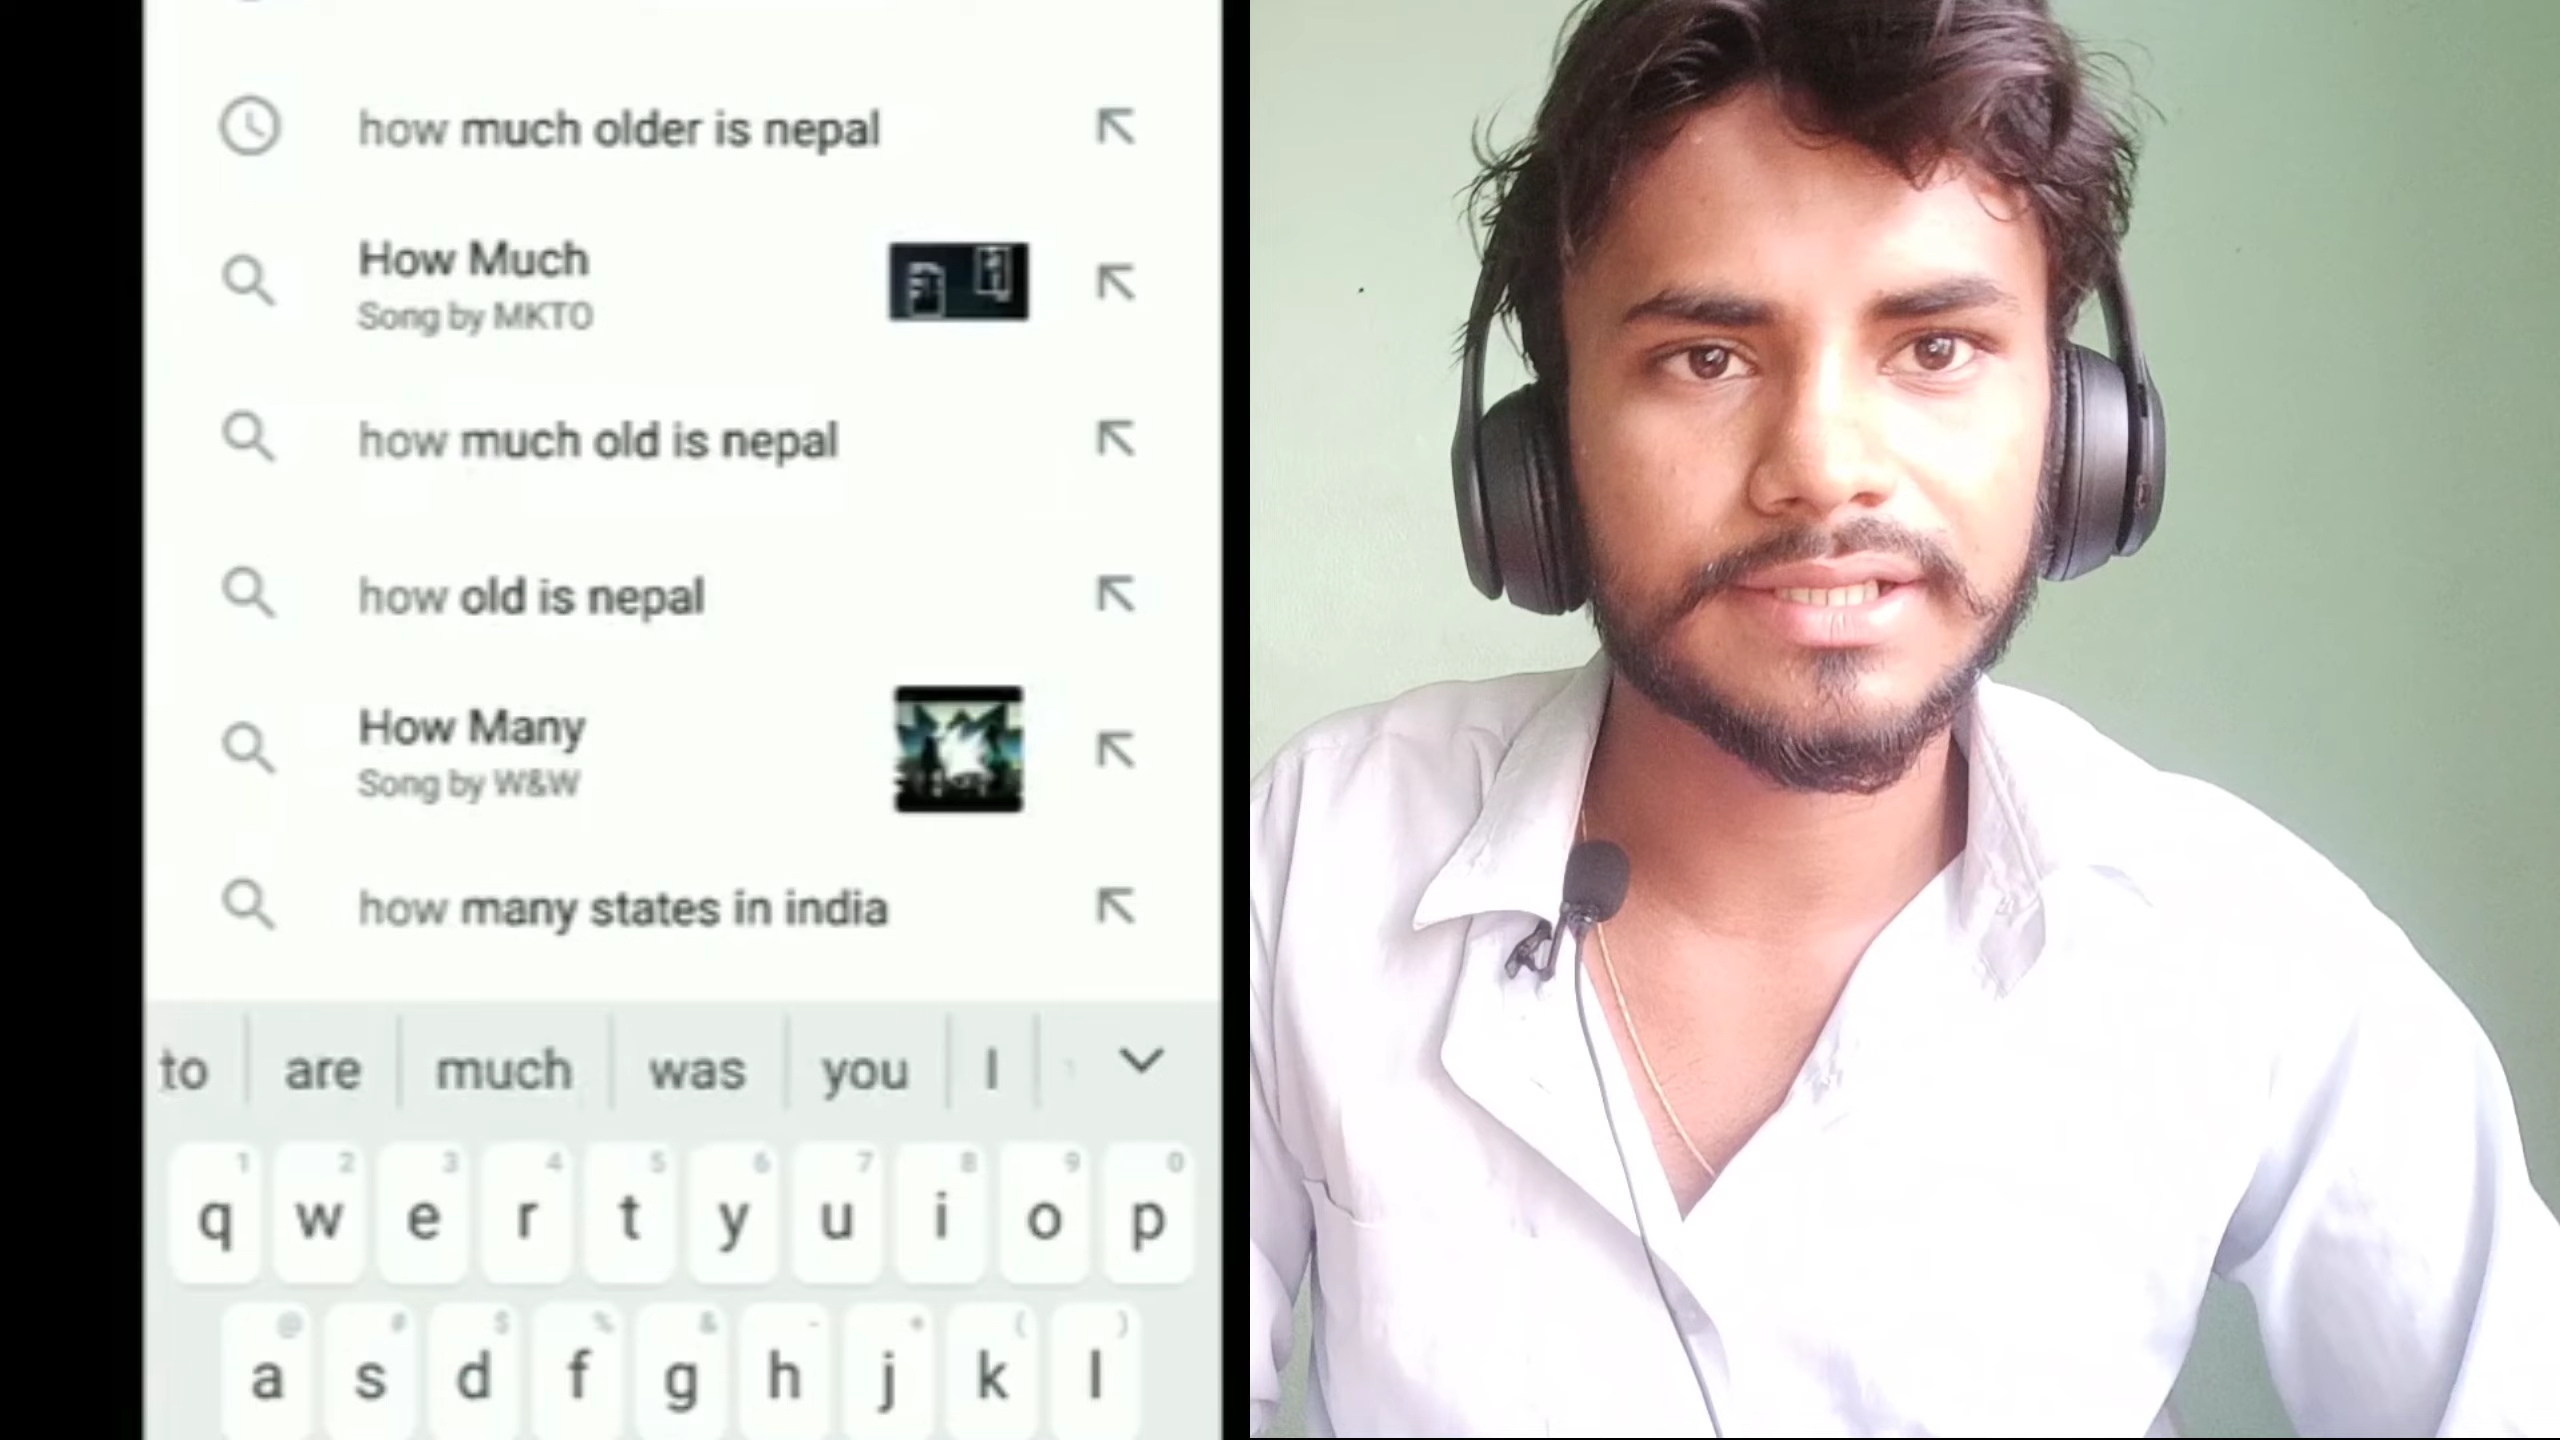 how much older is nepal
How Much
Song by MKTO
how much old is nepal
how old is nepal
How Many
Song by W&W
how many states in india
to are much was you I
1 2 3 4 5 6 7 8 9 0
q w e r t y u i o p
@ # $ % & - + ( )
a s d f g h j k l